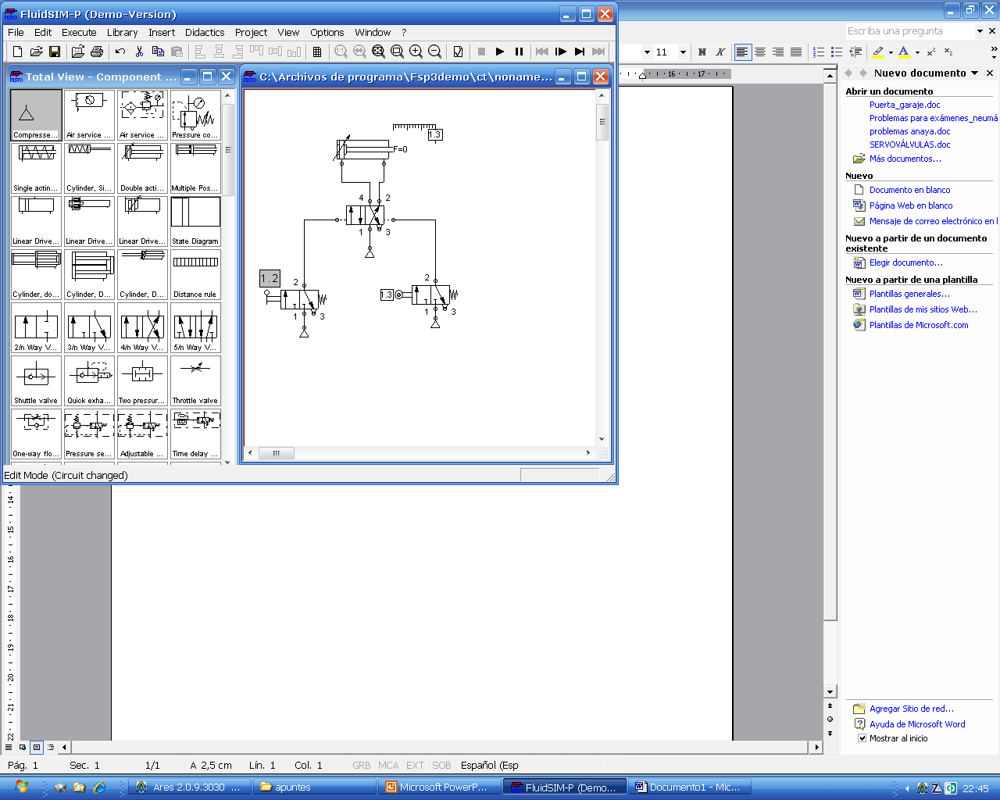 FluidSIM-P (Demo-Version)
File Edit Execute Library Insert Didactics Project View Options Window ?
Escriba una pregunta
11 N K
Total View - Component ...
C:\Archivos de programa\Fsp3demo\ct\noname...
16 17
Nuevo documento
Compresse... Air service ... Air service ... Pressure co...
Single actin... Cylinder, Si... Double acti... Multiple Pos...
Linear Drive... Linear Drive... Linear Drive... State Diagram
Cylinder, do... Cylinder, D... Cylinder, D... Distance rule
2/n Way V... 3/n Way V... 4/n Way V... 5/n Way V...
Shuttle valve Quick exha... Two pressur... Throttle valve
One-way flo... Pressure se... Adjustable ... Time delay ...
1.3
F=0
4 2
1 3
1.2
2
1 3
1.3
2
1 3
Edit Mode (Circuit changed)
Abrir un documento
Puerta_garaje.doc
Problemas para exámenes_neumá
problemas anaya.doc
SERVOVÁLVULAS.doc
Más documentos...
Nuevo
Documento en blanco
Página Web en blanco
Mensaje de correo electrónico en l
Nuevo a partir de un documento
existente
Elegir documento...
Nuevo a partir de una plantilla
Plantillas generales...
Plantillas de mis sitios Web...
Plantillas de Microsoft.com
Agregar Sitio de red...
Ayuda de Microsoft Word
Mostrar al inicio
14
15
16
17
18
19
20
21
22
Pág. 1 Sec. 1 1/1 A 2,5 cm Lín. 1 Col. 1 GRB MCA EXT SOB Español (Esp
Ares 2.0.9.3030 ... apuntes Microsoft PowerP... FluidSIM-P (Demo... Documento1 - Mic... 22:45